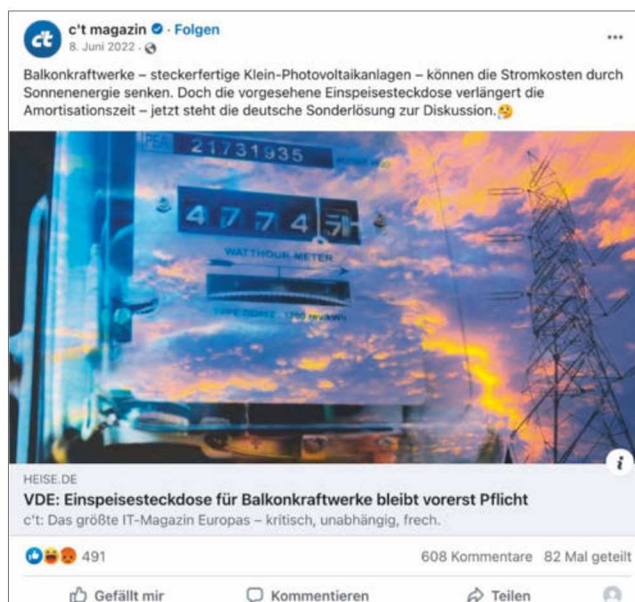 c't
c't magazin · Folgen
8. Juni 2022 ·
Balkonkraftwerke – steckerfertige Klein-Photovoltaikanlagen – können die Stromkosten durch
Sonnenenergie senken. Doch die vorgesehene Einspeisesteckdose verlängert die
Amortisationszeit – jetzt steht die deutsche Sonderlösung zur Diskussion.
PEA 21731935
4774
WATTHOUR METER
HEISE.DE
VDE: Einspeisesteckdose für Balkonkraftwerke bleibt vorerst Pflicht
c't: Das größte IT-Magazin Europas – kritisch, unabhängig, frech.
491
608 Kommentare 82 Mal geteilt
Gefällt mir
Kommentieren
Teilen